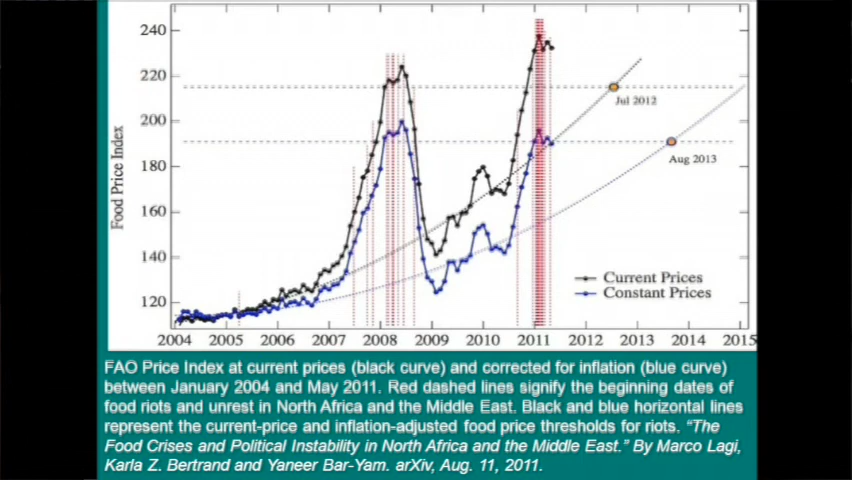 240
220
200
180
160
140
120
Food Price Index
Jul 2012
Aug 2013
Current Prices
Constant Prices
2004 2005 2006 2007 2008 2009 2010 2011 2012 2013 2014 2015
FAO Price Index at current prices (black curve) and corrected for inflation (blue curve)
between January 2004 and May 2011. Red dashed lines signify the beginning dates of
food riots and unrest in North Africa and the Middle East. Black and blue horizontal lines
represent the current-price and inflation-adjusted food price thresholds for riots. “The
Food Crises and Political Instability in North Africa and the Middle East.” By Marco Lagi,
Karla Z. Bertrand and Yaneer Bar-Yam. arXiv, Aug. 11, 2011.